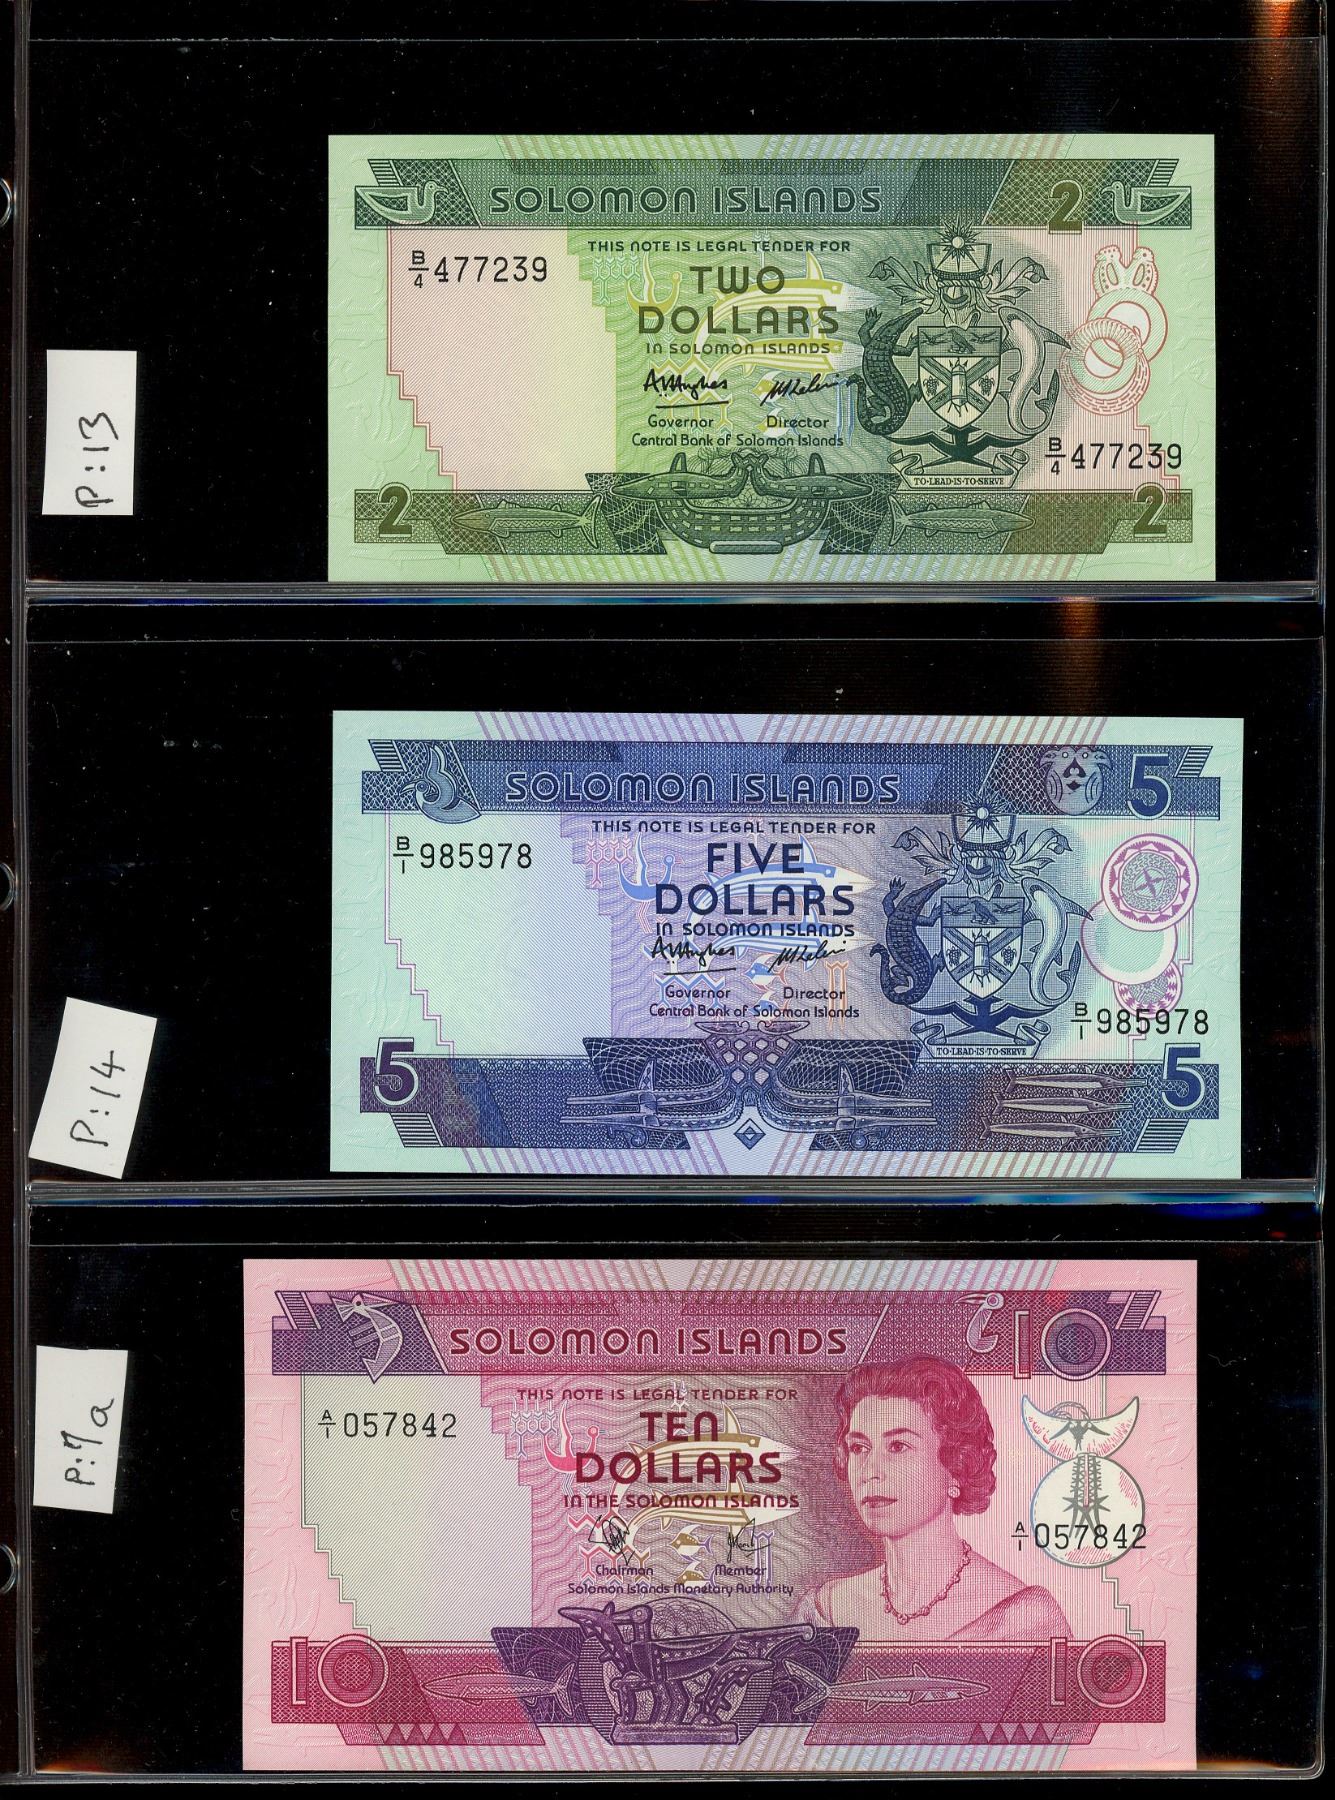 SOLOMON ISLANDS
2
THIS NOTE IS LEGAL TENDER FOR
B/4 477239
TWO
DOLLARS
IN SOLOMON ISLANDS
Governor Director
Central Bank of Solomon Islands
B/4 477239
TO·LEAD·IS·TO·SERVE
2
2
P:13
SOLOMON ISLANDS
5
THIS NOTE IS LEGAL TENDER FOR
B/1 985978
FIVE
DOLLARS
IN SOLOMON ISLANDS
Governor Director
Central Bank of Solomon Islands
B/1 985978
TO·LEAD·IS·TO·SERVE
5
5
P:14
SOLOMON ISLANDS
10
THIS NOTE IS LEGAL TENDER FOR
A/1 057842
TEN
DOLLARS
IN THE SOLOMON ISLANDS
A/1 057842
Chairman Member
Solomon Islands Monetary Authority
10
10
P:7a